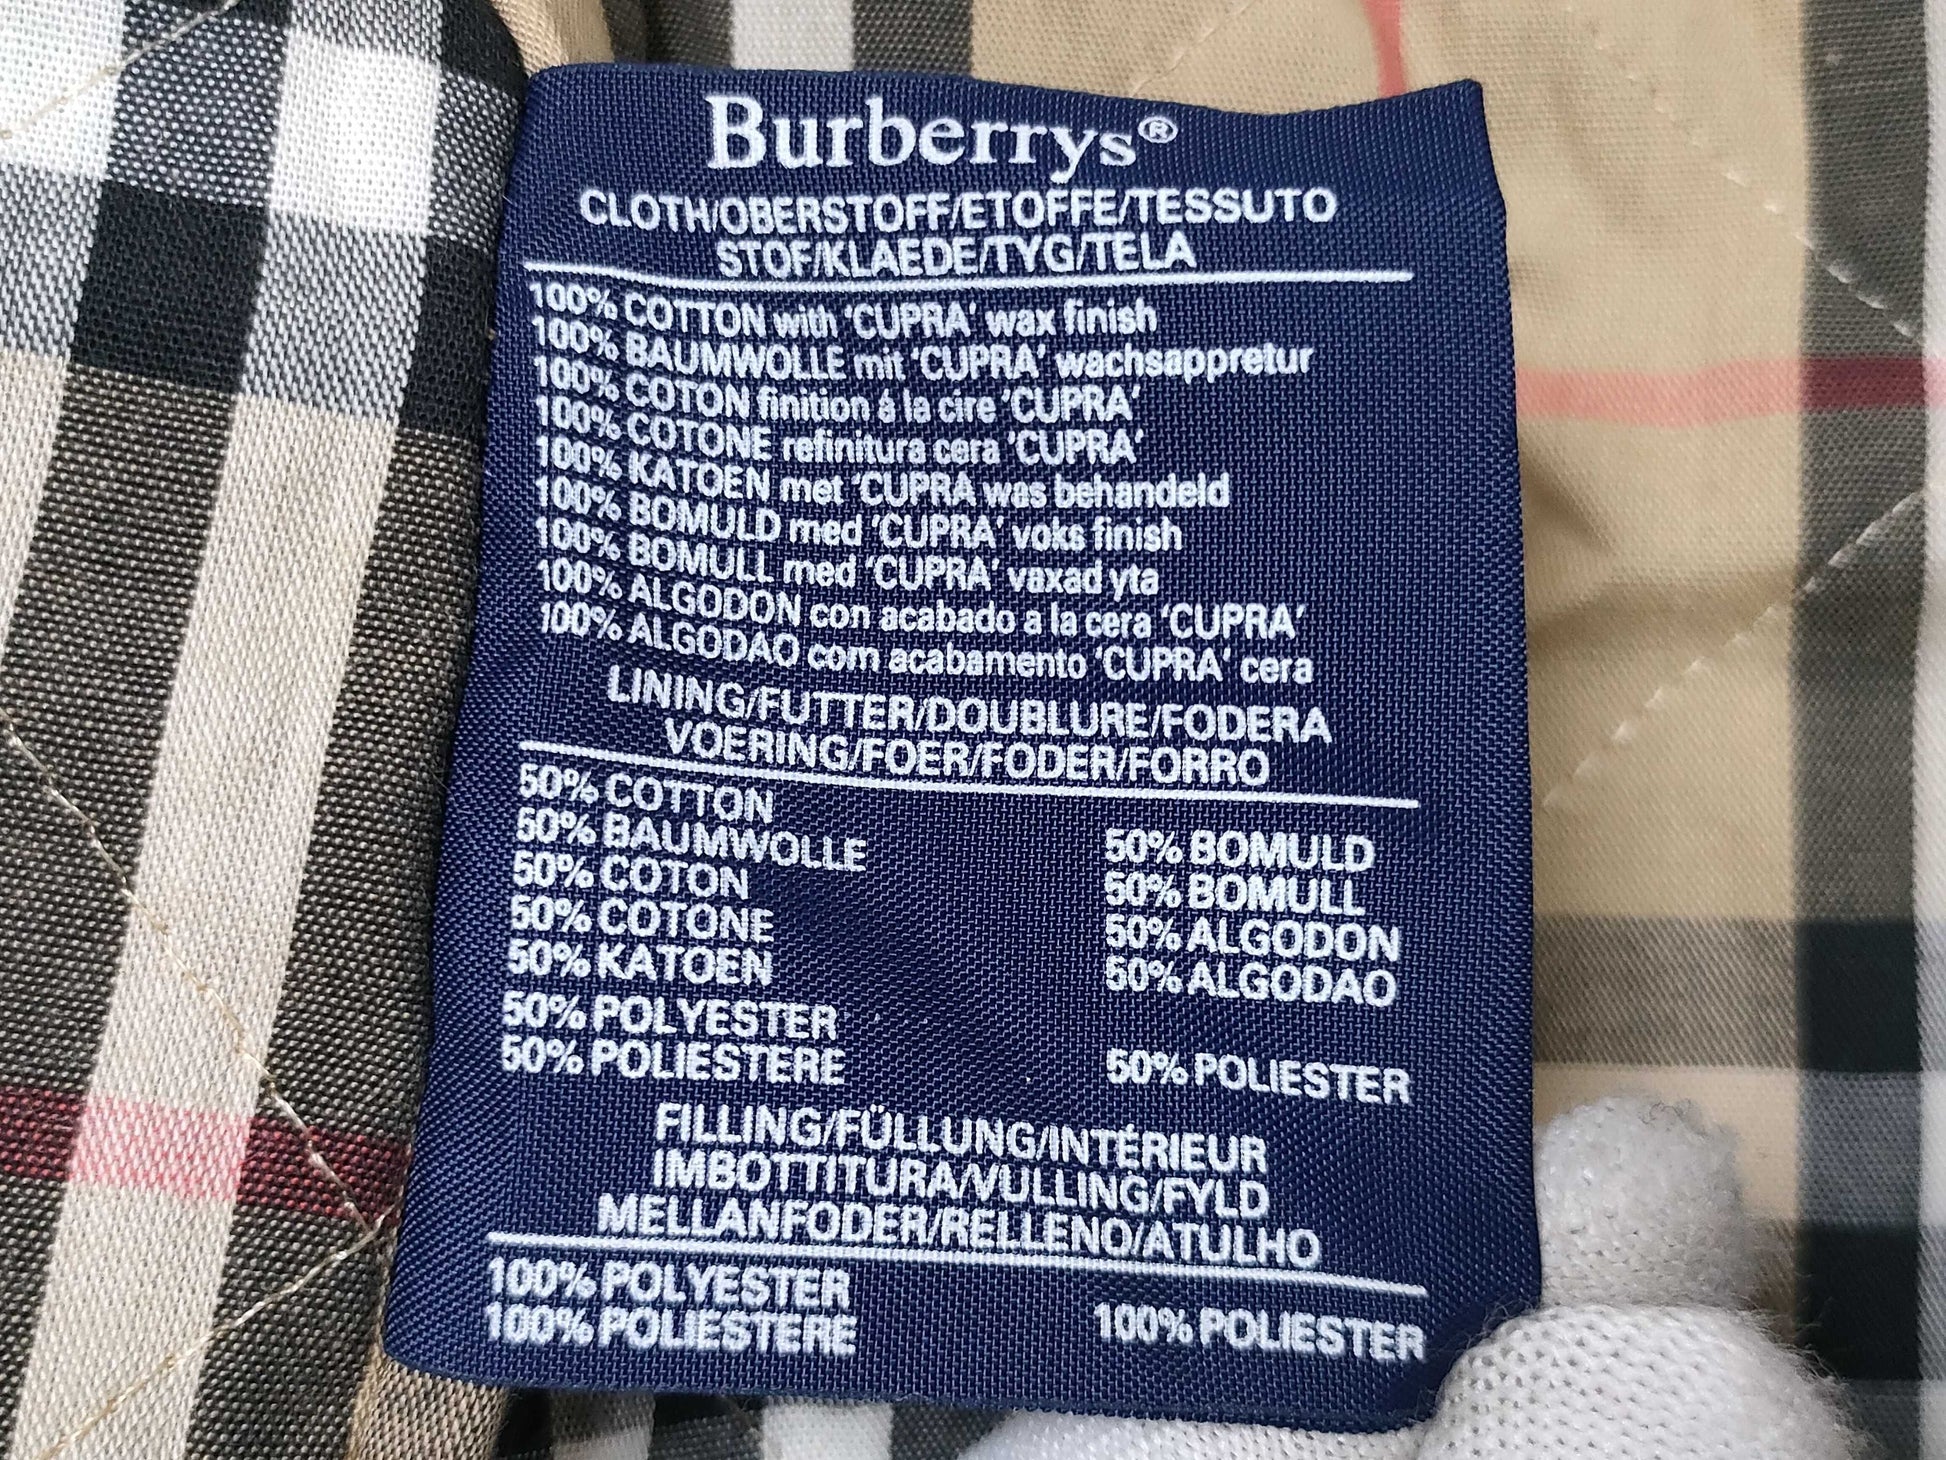 Burberrys®
CLOTH/OBERSTOFF/ETOFFE/TESSUTO
STOF/KLAEDE/TYG/TELA
100% COTTON with 'CUPRA' wax finish
100% BAUMWOLLE mit 'CUPRA' wachsappretur
100% COTON finition á la cire 'CUPRA'
100% COTONE refinitura cera 'CUPRA'
100% KATOEN met 'CUPRA was behandeld
100% BOMULD med 'CUPRA' voks finish
100% BOMULL med 'CUPRA' vaxad yta
100% ALGODON con acabado a la cera 'CUPRA'
100% ALGODAO com acabamento 'CUPRA' cera
LINING/FUTTER/DOUBLURE/FODERA
VOERING/FOER/FODER/FORRO
50% COTTON
50% BAUMWOLLE 50% BOMULD
50% COTON 50% BOMULL
50% COTONE 50% ALGODON
50% KATOEN 50% ALGODAO
50% POLYESTER
50% POLIESTERE 50% POLIESTER
FILLING/FÜLLUNG/INTÉRIEUR
IMBOTTITURA/VULLING/FYLD
MELLANFODER/RELLENO/ATULHO
100% POLYESTER
100% POLIESTERE 100% POLIESTER